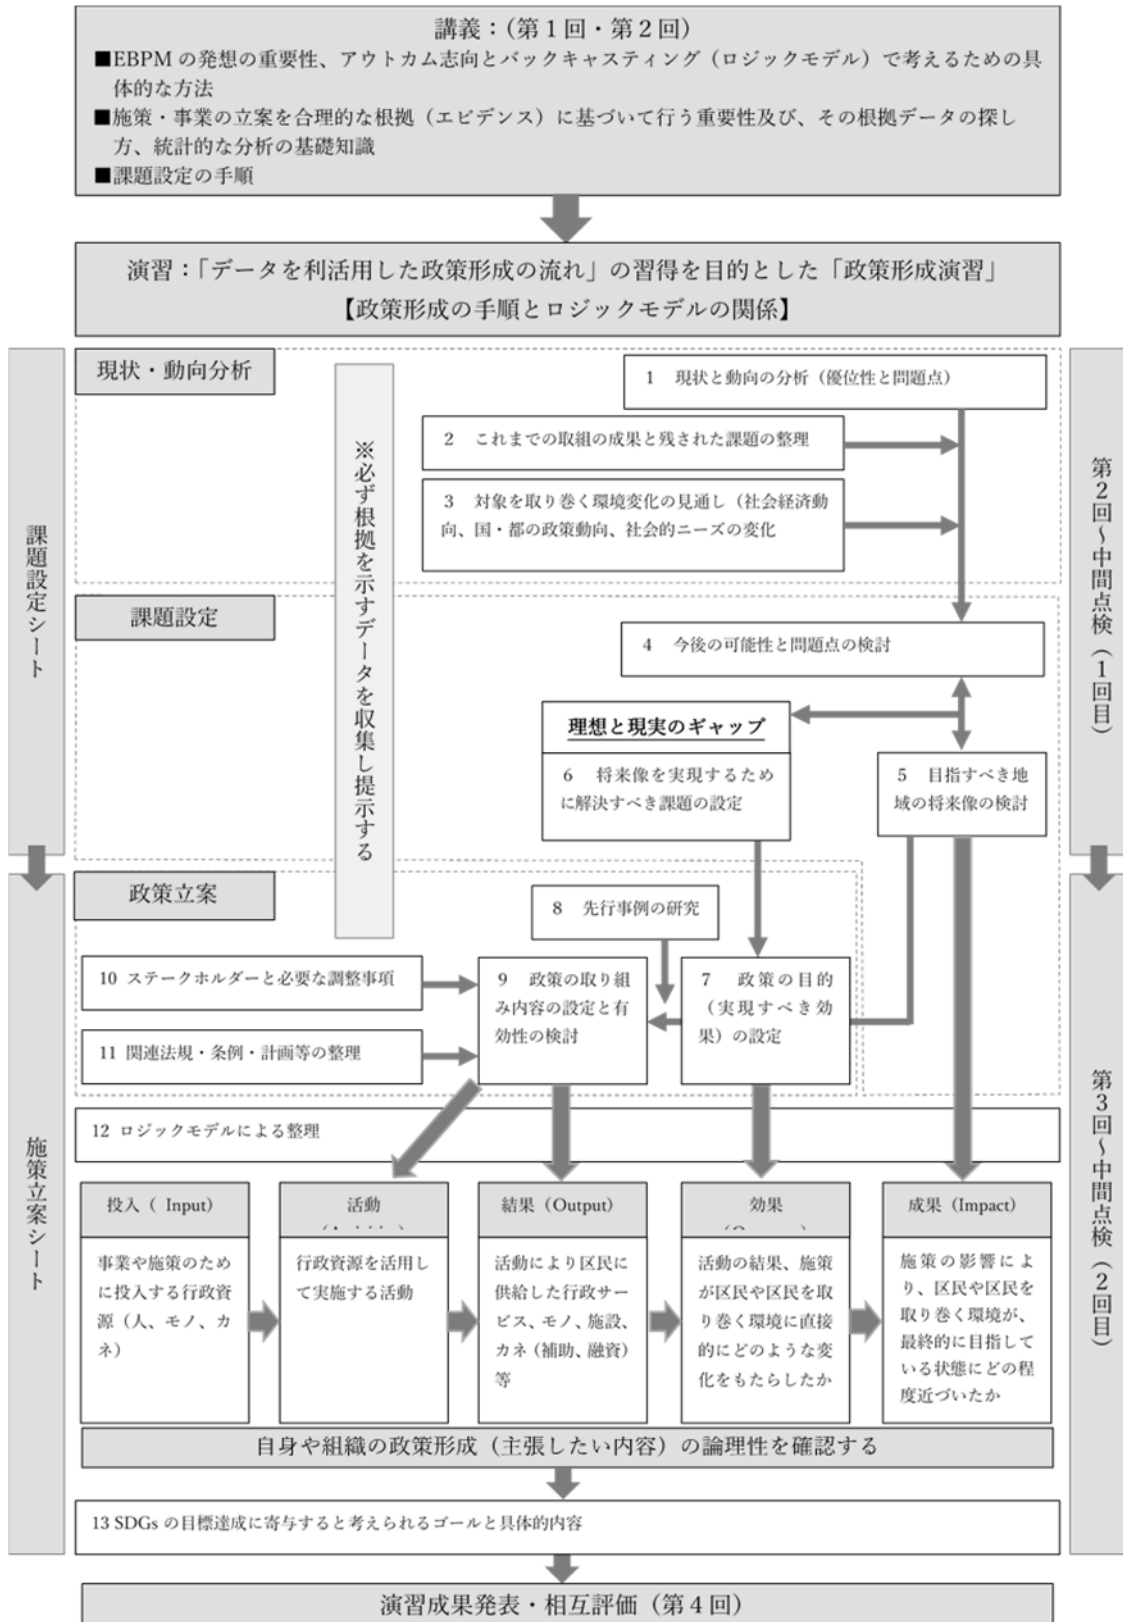 講義：（第１回・第２回）
■EBPM の発想の重要性、アウトカム志向とバックキャスティング（ロジックモデル）で考えるための具
体的な方法
■施策・事業の立案を合理的な根拠（エビデンス）に基づいて行う重要性及び、その根拠データの探し
方、統計的な分析の基礎知識
■課題設定の手順
演習：「データを利活用した政策形成の流れ」の習得を目的とした「政策形成演習」
【政策形成の手順とロジックモデルの関係】
課題設定シート
施策立案シート
第２回～中間点検（１回目）
第３回～中間点検（２回目）
※必ず根拠を示すデータを収集し提示する
現状・動向分析
1　現状と動向の分析（優位性と問題点）
2　これまでの取組の成果と残された課題の整理
3　対象を取り巻く環境変化の見通し（社会経済動
向、国・都の政策動向、社会的ニーズの変化
課題設定
4　今後の可能性と問題点の検討
理想と現実のギャップ
6　将来像を実現するため
に解決すべき課題の設定
5　目指すべき地
域の将来像の検討
政策立案
8　先行事例の研究
10 ステークホルダーと必要な調整事項
11 関連法規・条例・計画等の整理
9　政策の取り組
み内容の設定と有
効性の検討
7　政策の目的
（実現すべき効
果）の設定
12 ロジックモデルによる整理
投入（ Input）
事業や施策のため
に投入する行政資
源（人、モノ、カ
ネ）
活動
行政資源を活用し
て実施する活動
結果（Output）
活動により区民に
供給した行政サー
ビス、モノ、施設、
カネ（補助、融資）
等
効果
活動の結果、施策
が区民や区民を取
り巻く環境に直接
的にどのような変
化をもたらしたか
成果（Impact）
施策の影響によ
り、区民や区民を
取り巻く環境が、
最終的に目指して
いる状態にどの程
度近づいたか
自身や組織の政策形成（主張したい内容）の論理性を確認する
13 SDGs の目標達成に寄与すると考えられるゴールと具体的内容
演習成果発表・相互評価（第４回）